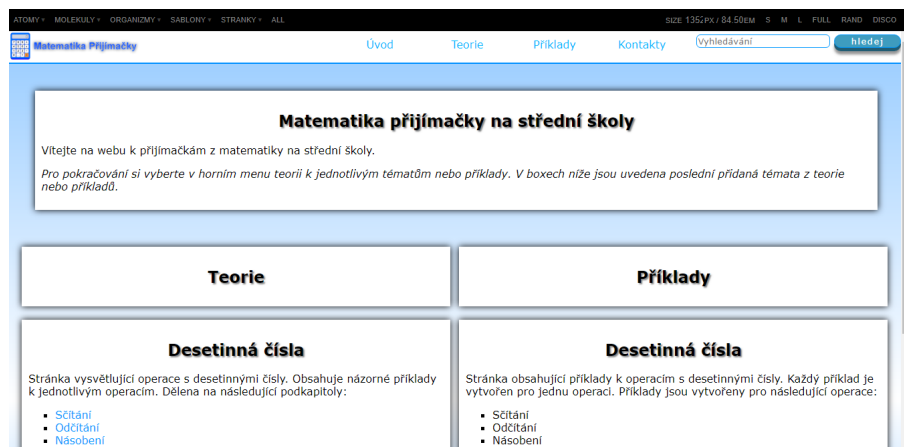 ATOMY MOLEKULY ORGANIZMY SABLONY STRANKY ALL SIZE 1352PX / 84.50EM S M L FULL RAND DISCO
Matematika Přijímačky Úvod Teorie Příklady Kontakty Vyhledávání hledej
Matematika přijímačky na střední školy
Vítejte na webu k přijímačkám z matematiky na střední školy.
Pro pokračování si vyberte v horním menu teorii k jednotlivým tématům nebo příklady. V boxech níže jsou uvedena poslední přidaná témata z teorie
nebo příkladů.
Teorie
Příklady
Desetinná čísla
Stránka vysvětlující operace s desetinnými čísly. Obsahuje názorné příklady
k jednotlivým operacím. Dělena na následující podkapitoly:
Sčítání
Odčítání
Násobení
Desetinná čísla
Stránka obsahující příklady k operacím s desetinnými čísly. Každý příklad je
vytvořen pro jednu operaci. Příklady jsou vytvořeny pro následující operace:
Sčítání
Odčítání
Násobení